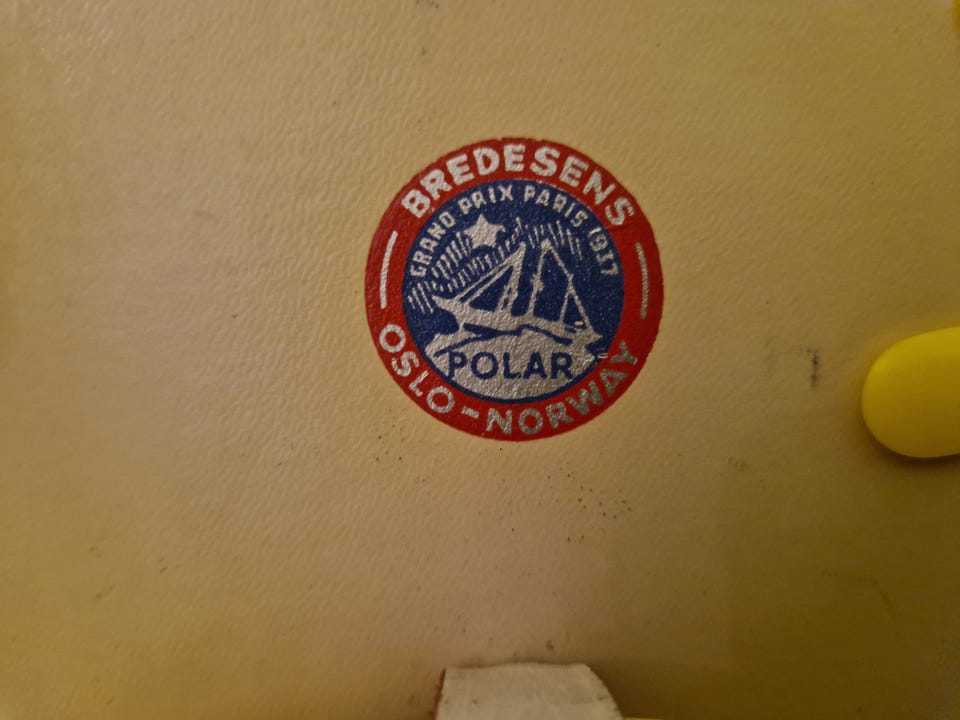 BREDESENS
GRAND PRIX PARIS 1937
POLAR
OSLO-NORWAY